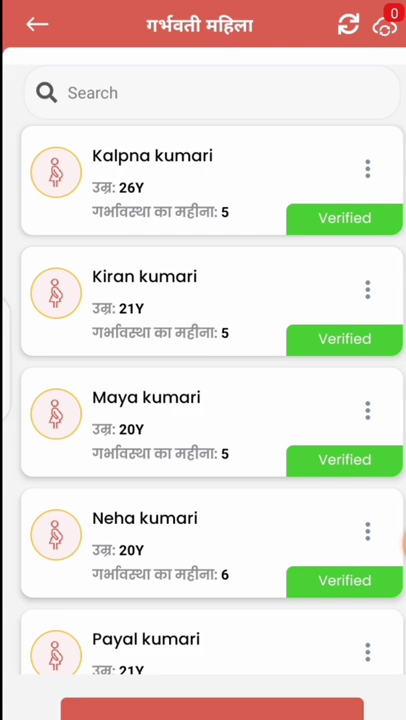 गर्भवती महिला
0
Search
Kalpna kumari
उम्र: 26Y
गर्भावस्था का महीना: 5
Verified
Kiran kumari
उम्र: 21Y
गर्भावस्था का महीना: 5
Verified
Maya kumari
उम्र: 20Y
गर्भावस्था का महीना: 5
Verified
Neha kumari
उम्र: 20Y
गर्भावस्था का महीना: 6
Verified
Payal kumari
उम्र: 21Y